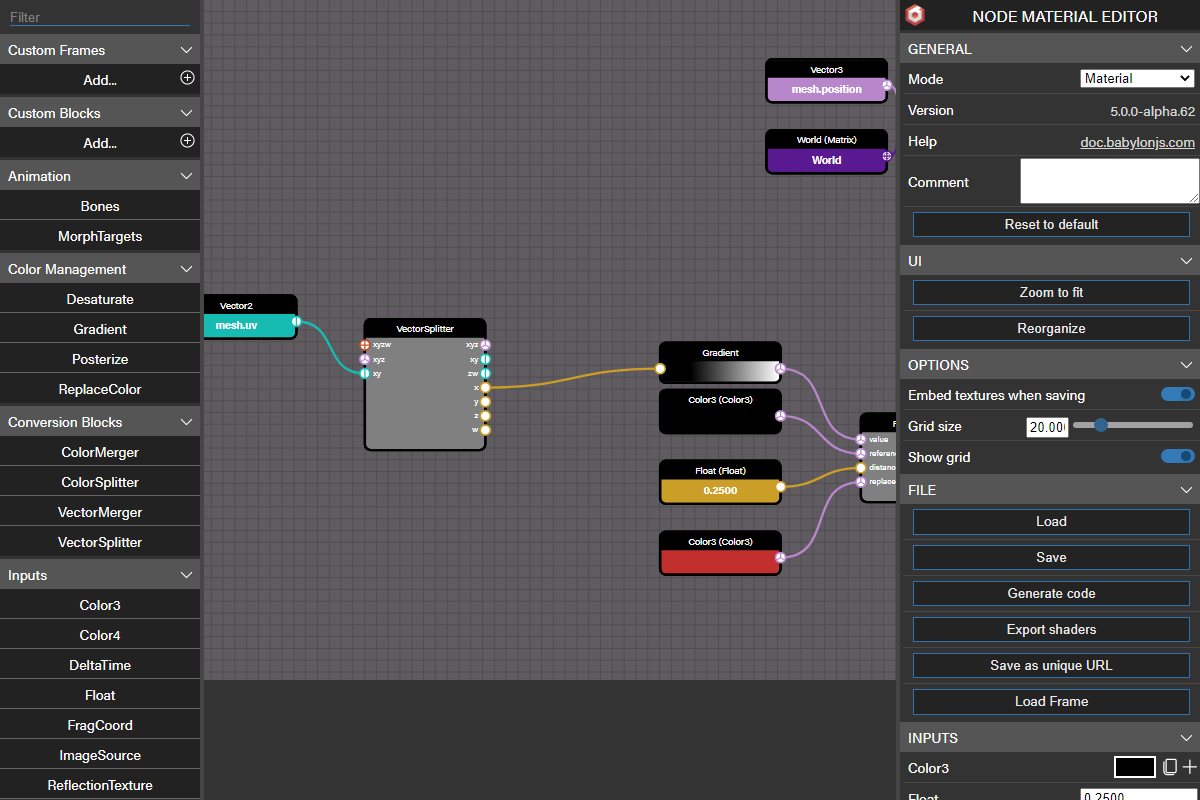 Filter
Custom Frames
Add...
Custom Blocks
Add...
Animation
Bones
MorphTargets
Color Management
Desaturate
Gradient
Posterize
ReplaceColor
Conversion Blocks
ColorMerger
ColorSplitter
VectorMerger
VectorSplitter
Inputs
Color3
Color4
DeltaTime
Float
FragCoord
ImageSource
ReflectionTexture
Vector3
mesh.position
World (Matrix)
World
Vector2
mesh.uv
VectorSplitter
xyzw xyz
xyz xy
xy zw
x
y
z
w
Gradient
Color3 (Color3)
Float (Float)
0.2500
Color3 (Color3)
value
distance
NODE MATERIAL EDITOR
GENERAL
Mode Material
Version 5.0.0-alpha.62
Help doc.babylonjs.com
Comment
Reset to default
UI
Zoom to fit
Reorganize
OPTIONS
Embed textures when saving
Grid size 20.00
Show grid
FILE
Load
Save
Generate code
Export shaders
Save as unique URL
Load Frame
INPUTS
Color3
Float 0.2500